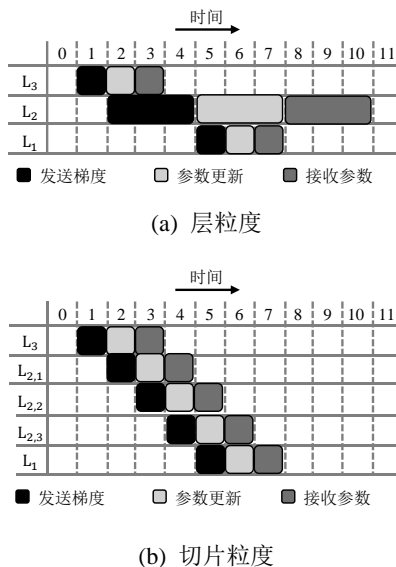 时间
0 1 2 3 4 5 6 7 8 9 10 11
L₃
L₂
L₁
发送梯度 参数更新 接收参数
(a) 层粒度
时间
0 1 2 3 4 5 6 7 8 9 10 11
L₃
L₂,₁
L₂,₂
L₂,₃
L₁
发送梯度 参数更新 接收参数
(b) 切片粒度